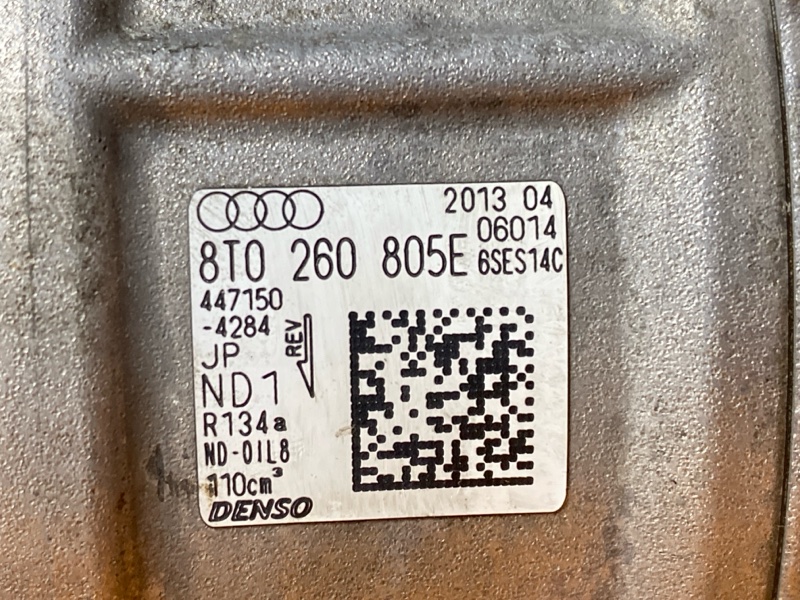 2013 04
06014
8T0 260 805E 6SES14C
447150
-4284
REV
JP
ND1
R134a
ND-OIL8
110cm³
DENSO